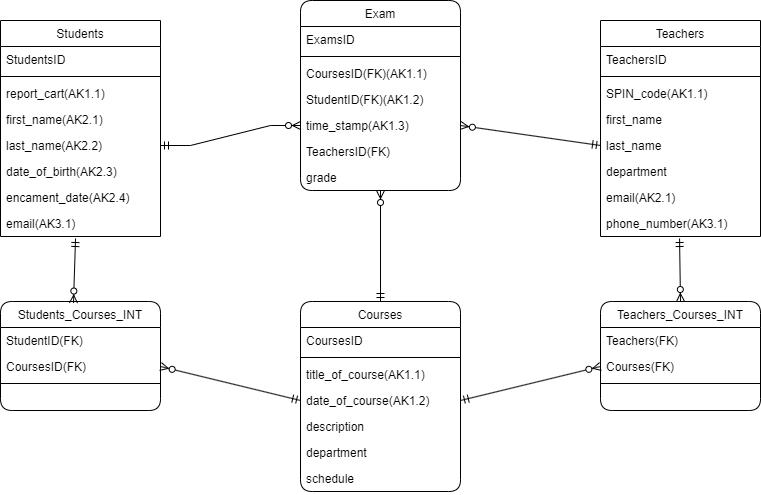 Students
StudentsID
report_cart(AK1.1)
first_name(AK2.1)
last_name(AK2.2)
date_of_birth(AK2.3)
encament_date(AK2.4)
email(AK3.1)
Exam
ExamsID
CoursesID(FK)(AK1.1)
StudentID(FK)(AK1.2)
time_stamp(AK1.3)
TeachersID(FK)
grade
Teachers
TeachersID
SPIN_code(AK1.1)
first_name
last_name
department
email(AK2.1)
phone_number(AK3.1)
Students_Courses_INT
StudentID(FK)
CoursesID(FK)
Courses
CoursesID
title_of_course(AK1.1)
date_of_course(AK1.2)
description
department
schedule
Teachers_Courses_INT
Teachers(FK)
Courses(FK)